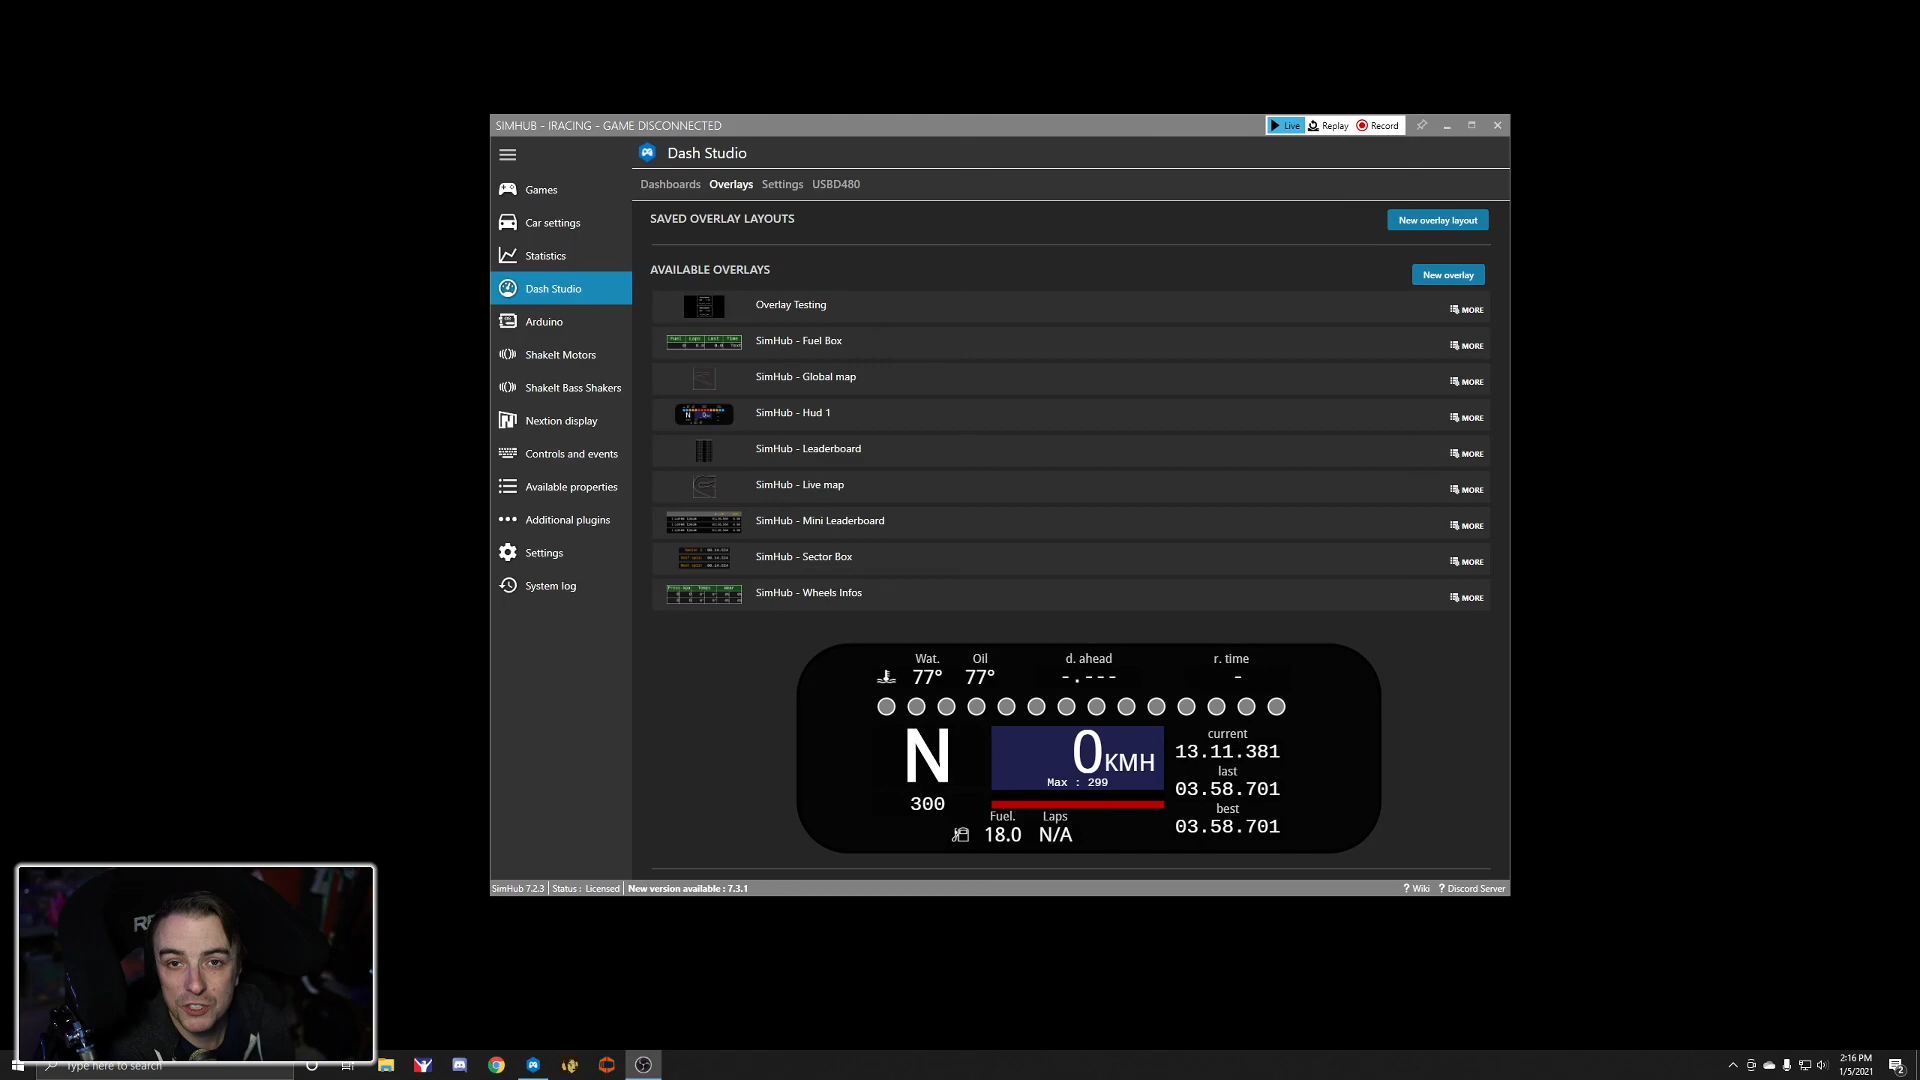 SIMHUB - IRACING - GAME DISCONNECTED
Live Replay Record
Dash Studio
Dashboards Overlays Settings USBD480
Games
Car settings
Statistics
Dash Studio
Arduino
ShakeIt Motors
ShakeIt Bass Shakers
Nextion display
Controls and events
Available properties
Additional plugins
Settings
System log
SAVED OVERLAY LAYOUTS
New overlay layout
AVAILABLE OVERLAYS
New overlay
Overlay Testing MORE
SimHub - Fuel Box MORE
SimHub - Global map MORE
SimHub - Hud 1 MORE
SimHub - Leaderboard MORE
SimHub - Live map MORE
SimHub - Mini Leaderboard MORE
SimHub - Sector Box MORE
SimHub - Wheels Infos MORE
Wat. Oil d. ahead r. time
77° 77° -.--- -
N
300
0KMH
Max : 299
Fuel. Laps
18.0 N/A
current
13.11.381
last
03.58.701
best
03.58.701
SimHub 7.2.3 Status : Licensed New version available : 7.3.1
? Wiki ? Discord Server
Type here to search
2:16 PM
1/5/2021
2